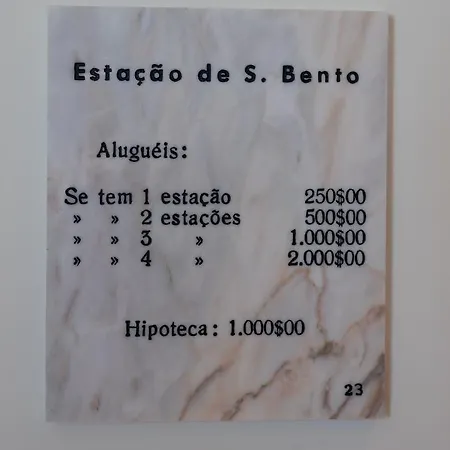 Estação de S. Bento
Aluguéis:
Se tem 1 estação 250$00
» » 2 estações 500$00
» » 3 » 1.000$00
» » 4 » 2.000$00
Hipoteca: 1.000$00
23